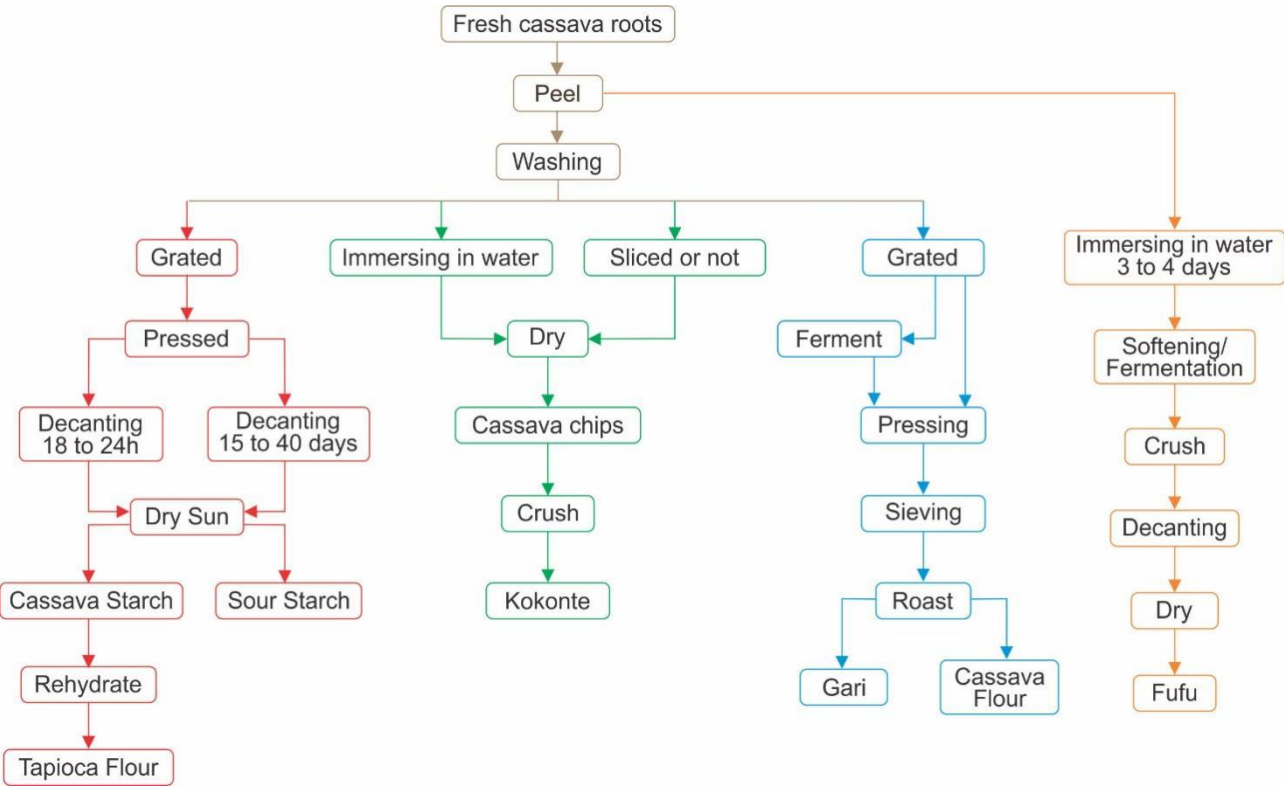 Fresh cassava roots
Peel
Washing
Grated
Pressed
Decanting
18 to 24h
Decanting
15 to 40 days
Dry Sun
Cassava Starch
Sour Starch
Rehydrate
Tapioca Flour
Immersing in water
Sliced or not
Dry
Cassava chips
Crush
Kokonte
Grated
Ferment
Pressing
Sieving
Roast
Gari
Cassava
Flour
Immersing in water
3 to 4 days
Softening/
Fermentation
Crush
Decanting
Dry
Fufu